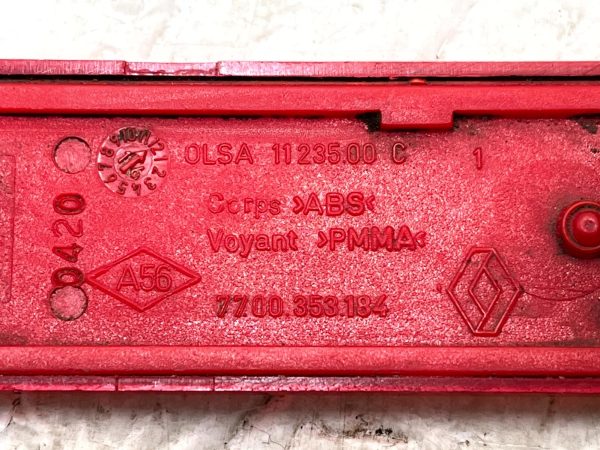 OLSA 11235.00 C 1
Corps >ABS<
Voyant >PMMA<
0420
A56
7700.353.184